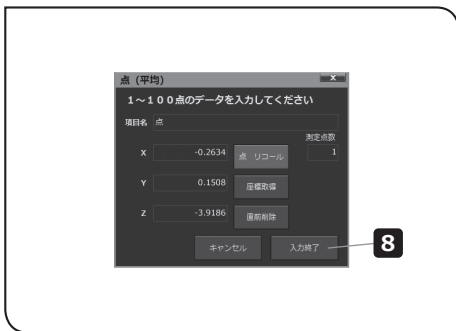 点 (平均)
x
1~100点のデータを入力してください
項目名 点
測定点数
X -0.2634 点 リコール 1
Y 0.1508 座標取得
Z -3.9186 直前削除
キャンセル 入力終了 8